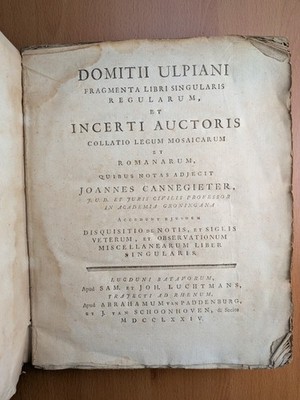 DOMITII ULPIANI
FRAGMENTA LIBRI SINGULARIS
REGULARUM,
ET
INCERTI AUCTORIS
COLLATIO LEGUM MOSAICARUM
ET
ROMANARUM,
QUIBUS NOTAS ADJECIT
JOANNES CANNEGIETER,
J. U. D. ET JURIS CIVILIS PROFESSOR
IN ACADEMIA GRONINGANA
ACCEDUNT EJUSDEM
DISQUISITIO DE NOTIS, ET SIGLIS
VETERUM, ET OBSERVATIONUM
MISCELLANEARUM LIBER
SINGULARIS.
LUGDUNI BATAVORUM,
Apud SAM. ET JOH. LUCHTMANS,
TRAJECTI AD RHENUM,
Apud ABRAHAMUM VAN PADDENBURG,
ET J. VAN SCHOONHOVEN, & Socios
MDCCLXXIV.